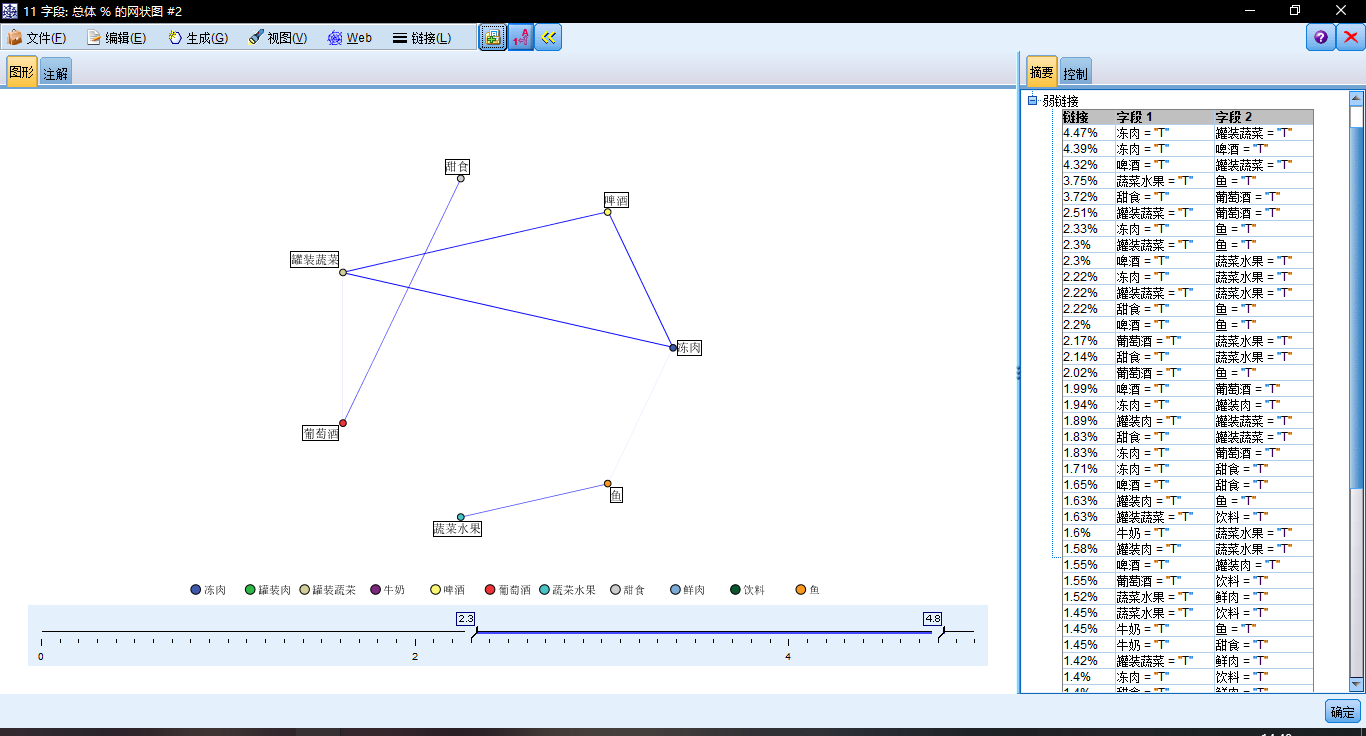 11 字段: 总体 % 的网状图 #2
文件(F) 编辑(E) 生成(G) 视图(V) Web 链接(L)
图形 注解
摘要 控制
甜食
啤酒
罐装蔬菜
冻肉
葡萄酒
鱼
蔬菜水果
冻肉 罐装肉 罐装蔬菜 牛奶 啤酒 葡萄酒 蔬菜水果 甜食 鲜肉 饮料 鱼
2.3 4.8
0 2 4
弱链接
链接 字段 1 字段 2
4.47% 冻肉 = "T" 罐装蔬菜 = "T"
4.39% 冻肉 = "T" 啤酒 = "T"
4.32% 啤酒 = "T" 罐装蔬菜 = "T"
3.75% 蔬菜水果 = "T" 鱼 = "T"
3.72% 甜食 = "T" 葡萄酒 = "T"
2.51% 罐装蔬菜 = "T" 葡萄酒 = "T"
2.33% 冻肉 = "T" 鱼 = "T"
2.3% 罐装蔬菜 = "T" 鱼 = "T"
2.3% 啤酒 = "T" 蔬菜水果 = "T"
2.22% 冻肉 = "T" 蔬菜水果 = "T"
2.22% 罐装蔬菜 = "T" 蔬菜水果 = "T"
2.22% 甜食 = "T" 鱼 = "T"
2.2% 啤酒 = "T" 鱼 = "T"
2.17% 葡萄酒 = "T" 蔬菜水果 = "T"
2.14% 甜食 = "T" 蔬菜水果 = "T"
2.02% 葡萄酒 = "T" 鱼 = "T"
1.99% 啤酒 = "T" 葡萄酒 = "T"
1.94% 冻肉 = "T" 罐装肉 = "T"
1.89% 罐装肉 = "T" 罐装蔬菜 = "T"
1.83% 甜食 = "T" 罐装蔬菜 = "T"
1.83% 冻肉 = "T" 葡萄酒 = "T"
1.71% 冻肉 = "T" 甜食 = "T"
1.65% 啤酒 = "T" 甜食 = "T"
1.63% 罐装肉 = "T" 鱼 = "T"
1.63% 罐装蔬菜 = "T" 饮料 = "T"
1.6% 牛奶 = "T" 蔬菜水果 = "T"
1.58% 罐装肉 = "T" 蔬菜水果 = "T"
1.55% 啤酒 = "T" 罐装肉 = "T"
1.55% 葡萄酒 = "T" 饮料 = "T"
1.52% 蔬菜水果 = "T" 鲜肉 = "T"
1.45% 蔬菜水果 = "T" 饮料 = "T"
1.45% 牛奶 = "T" 鱼 = "T"
1.45% 牛奶 = "T" 甜食 = "T"
1.42% 罐装蔬菜 = "T" 鲜肉 = "T"
1.4% 冻肉 = "T" 饮料 = "T"
1.4% 甜食 = "T" 鲜肉 = "T"
确定